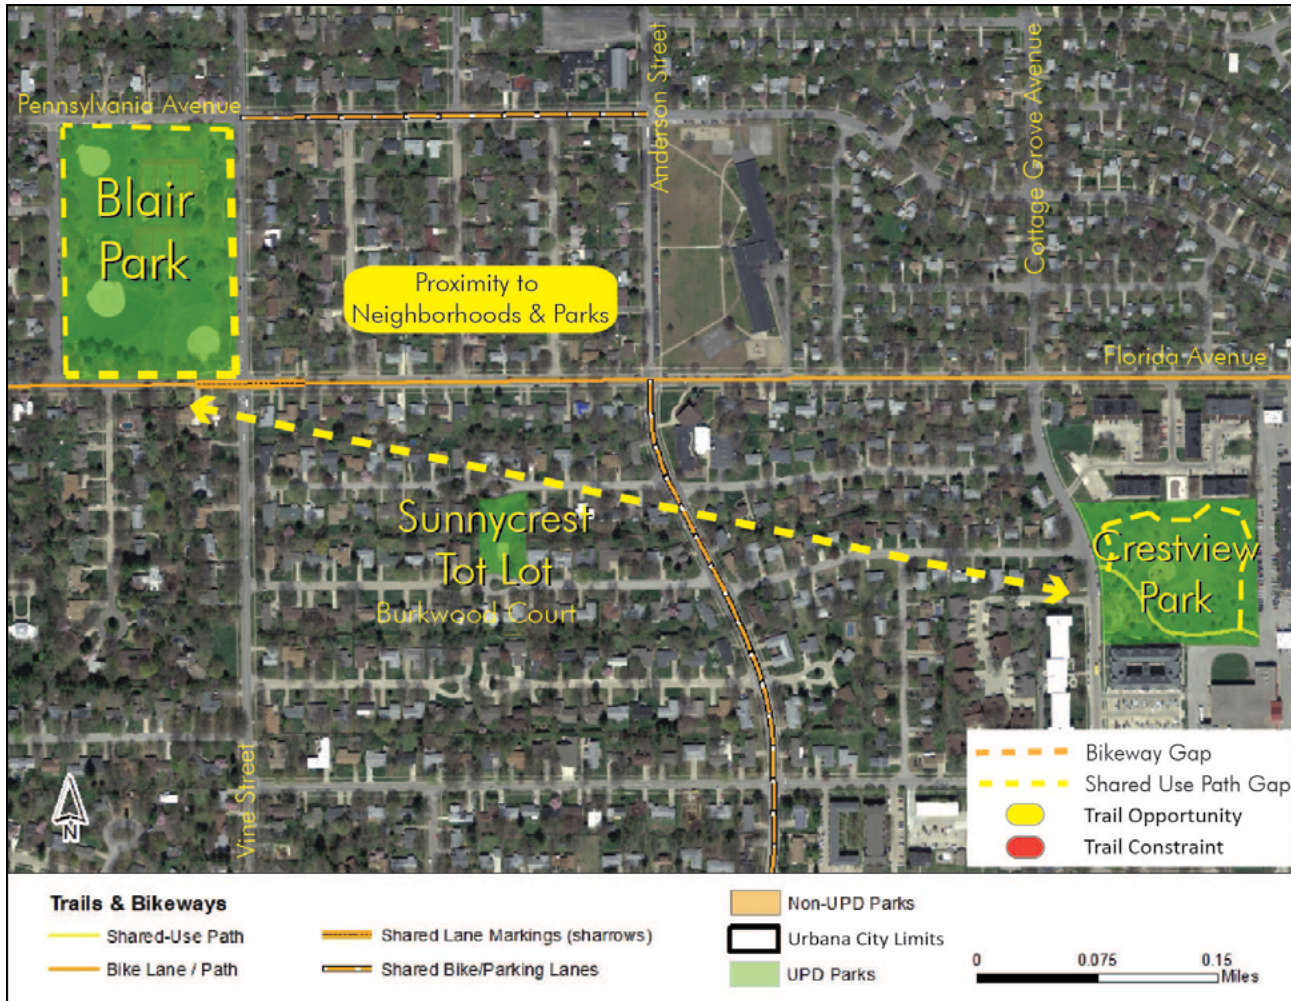 Pennsylvania Avenue
Anderson Street
Cottage Grove Avenue
Blair
Park
Proximity to
Neighborhoods & Parks
Florida Avenue
Sunnycrest
Tot Lot
Burkwood Court
Crestview
Park
Vine Street
N
Bikeway Gap
Shared Use Path Gap
Trail Opportunity
Trail Constraint
Trails & Bikeways
Shared-Use Path
Bike Lane / Path
Shared Lane Markings (sharrows)
Shared Bike/Parking Lanes
Non-UPD Parks
Urbana City Limits
UPD Parks
0 0.075 0.15
Miles